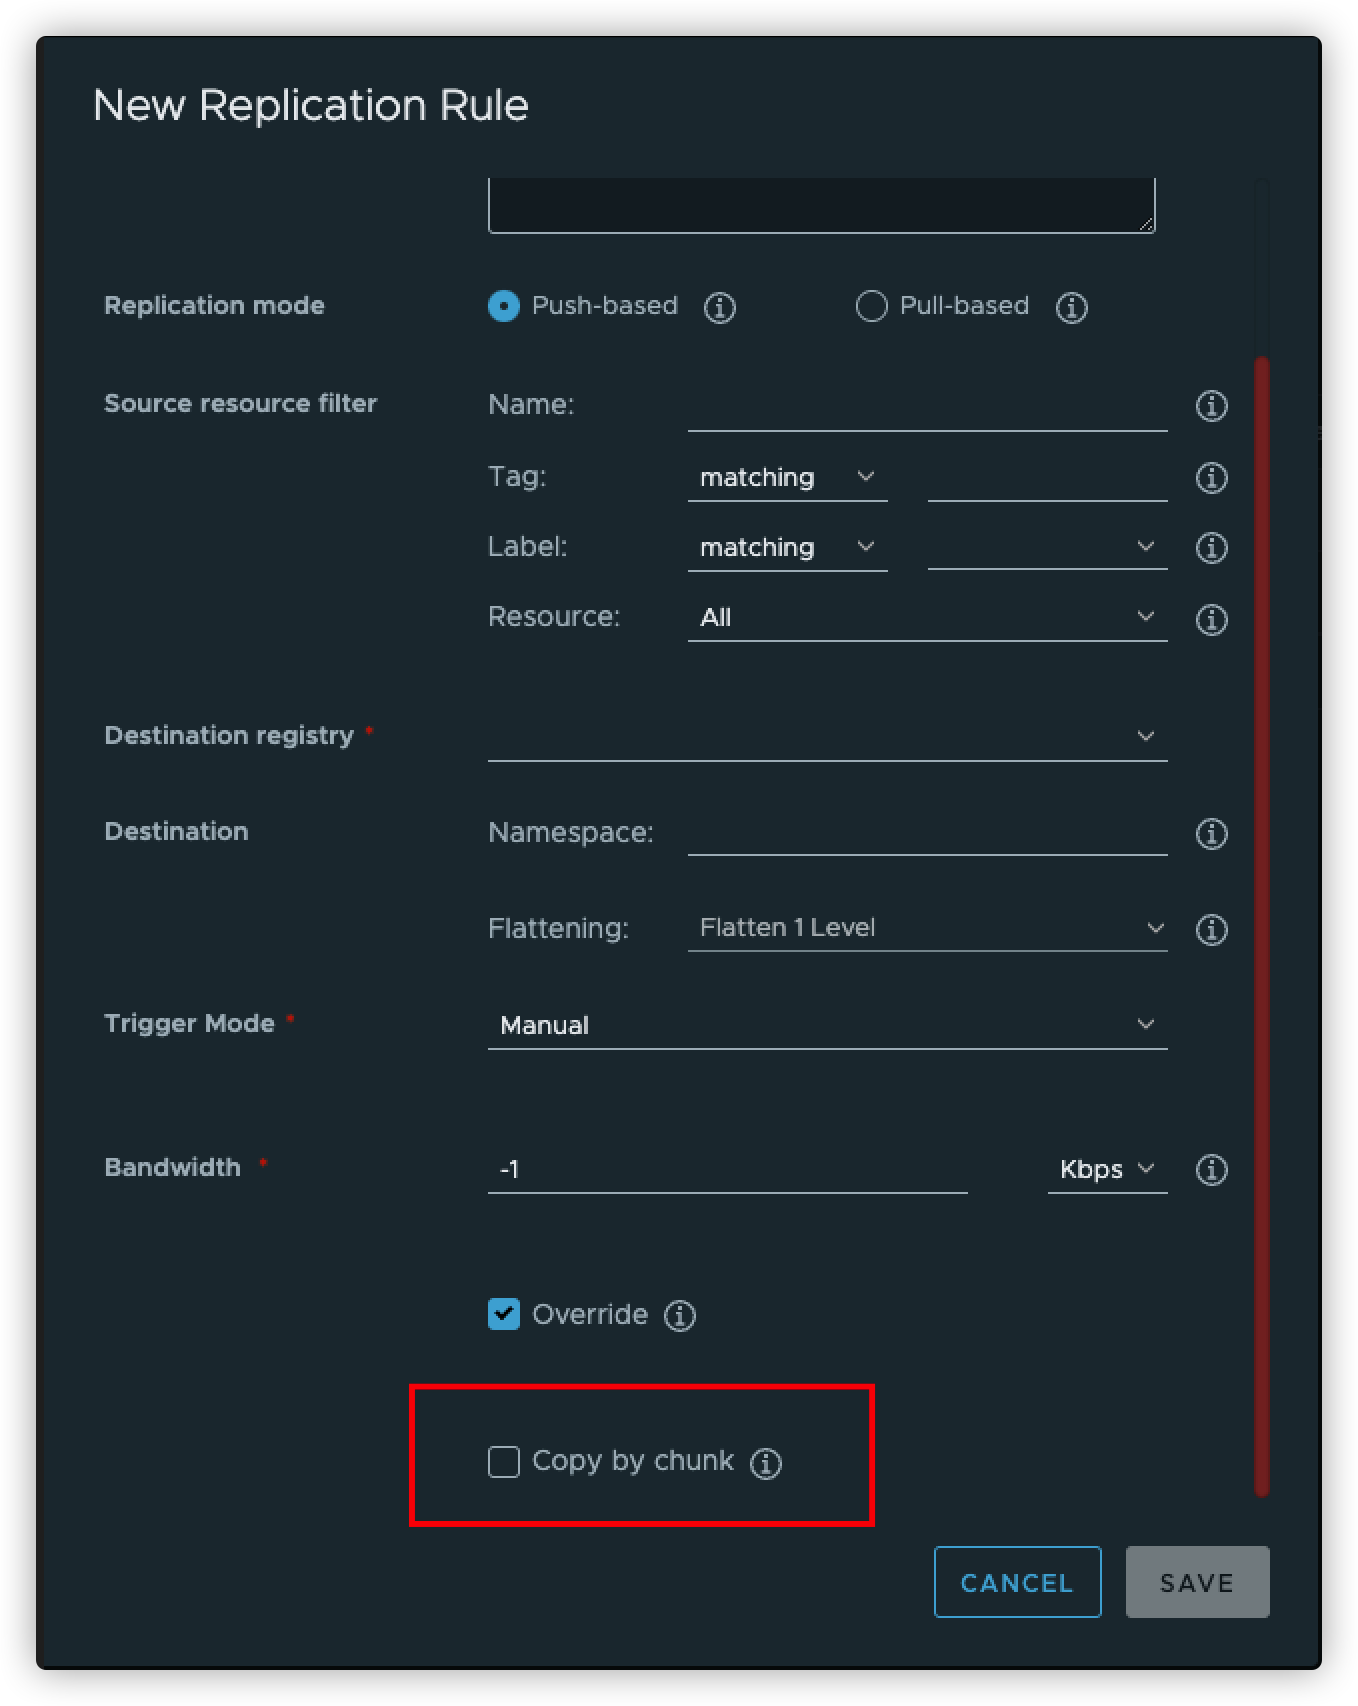 New Replication Rule
Replication mode Push-based Pull-based
Source resource filter Name:
Tag: matching
Label: matching
Resource: All
Destination registry *
Destination Namespace:
Flattening: Flatten 1 Level
Trigger Mode * Manual
Bandwidth * -1 Kbps
Override
Copy by chunk
CANCEL SAVE